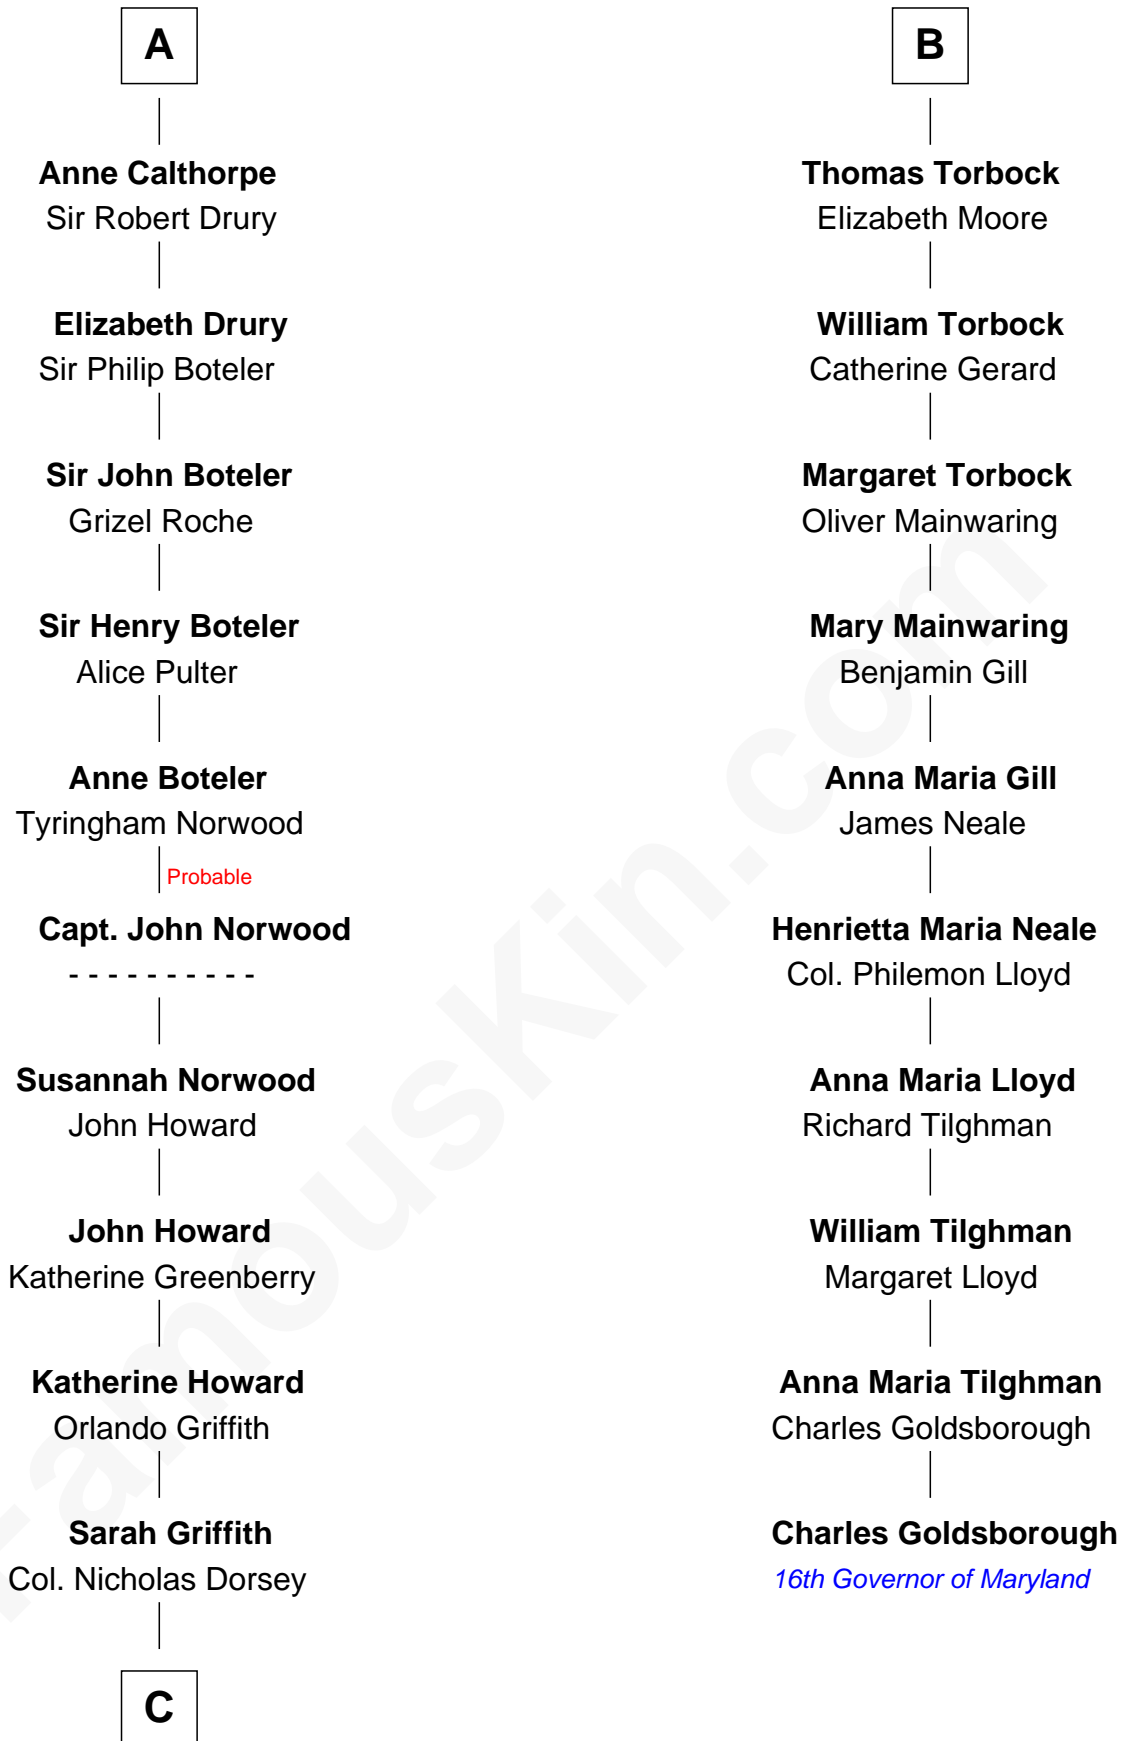 A
Anne Calthorpe
Sir Robert Drury
Elizabeth Drury
Sir Philip Boteler
Sir John Boteler
Grizel Roche
Sir Henry Boteler
Alice Pulter
Anne Boteler
Tyringham Norwood
Probable
Capt. John Norwood
- - - - - - - - - -
Susannah Norwood
John Howard
John Howard
Katherine Greenberry
Katherine Howard
Orlando Griffith
Sarah Griffith
Col. Nicholas Dorsey
C
B
Thomas Torbock
Elizabeth Moore
William Torbock
Catherine Gerard
Margaret Torbock
Oliver Mainwaring
Mary Mainwaring
Benjamin Gill
Anna Maria Gill
James Neale
Henrietta Maria Neale
Col. Philemon Lloyd
Anna Maria Lloyd
Richard Tilghman
William Tilghman
Margaret Lloyd
Anna Maria Tilghman
Charles Goldsborough
Charles Goldsborough
16th Governor of Maryland
FamousKin.com